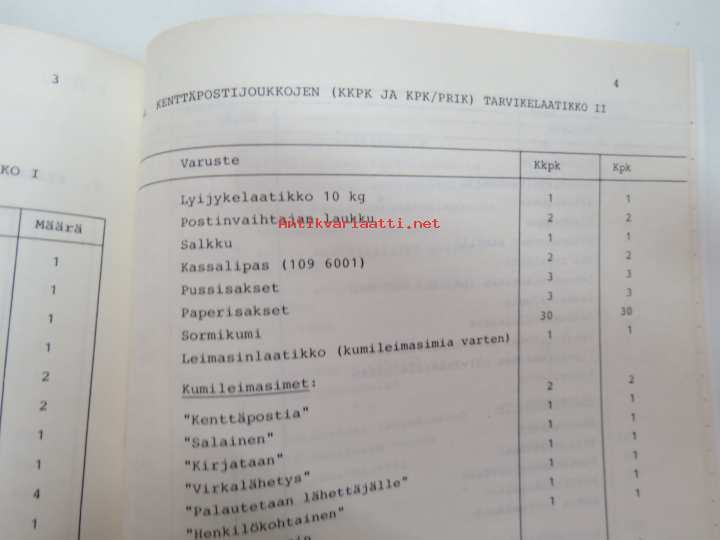 3
KO I
Määrä
1
1
1
1
2
2
1
1
4
1
4
KENTTÄPOSTIJOUKKOJEN (KKPK JA KPK/PRIK) TARVIKELAATIKKO II
Varuste Kkpk Kpk
Lyijykelaatikko 10 kg 1 1
Postinvaihtajan laukku 2 2
Antikvariaatti.net
Salkku 1 1
Kassalipas (109 6001) 2 2
Pussisakset 3 3
Paperisakset 3 3
Sormikumi 30 30
Leimasinlaatikko (kumileimasimia varten) 1 1
Kumileimasimet:
"Kenttäpostia" 2 2
"Salainen" 1 1
"Kirjataan" 1 1
"Virkalähetys" 1 1
"Palautetaan lähettäjälle" 1 1
"Henkilökohtainen" 1 1